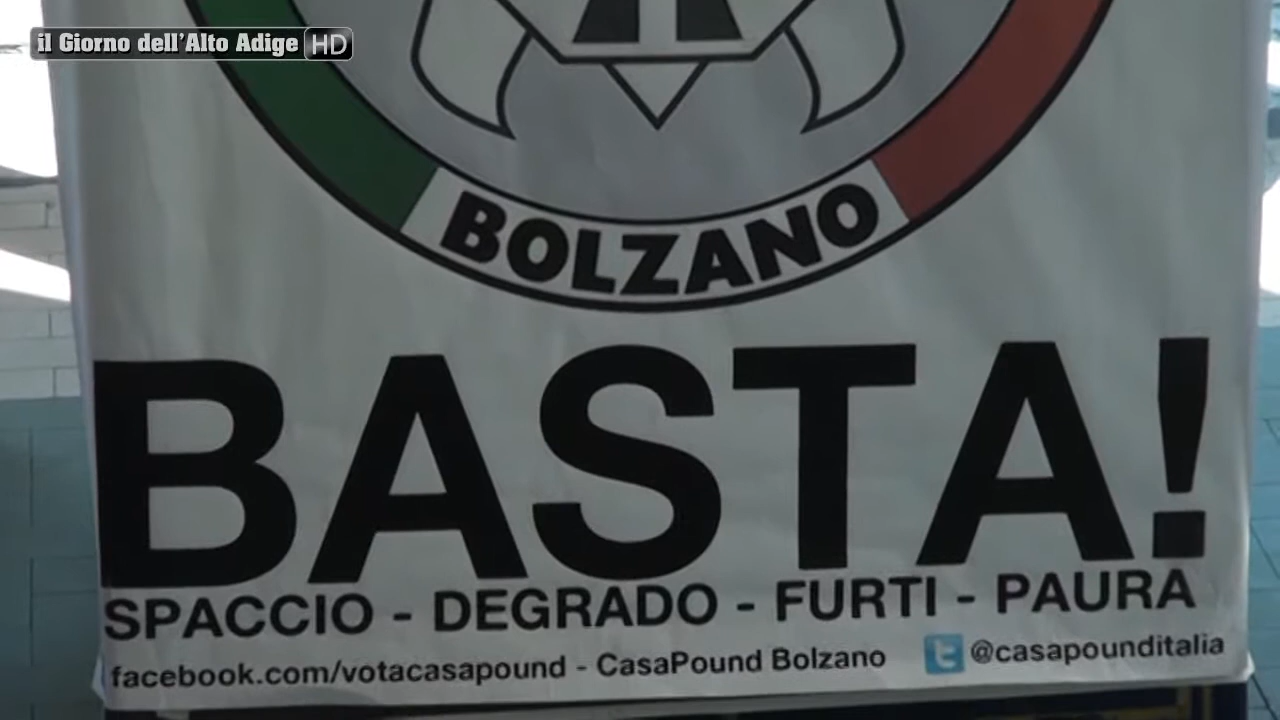 il Giorno dell'Alto Adige HD
BOLZANO
BASTA!
SPACCIO - DEGRADO - FURTI - PAURA
facebook.com/votacasapound - CasaPound Bolzano @casapounditalia